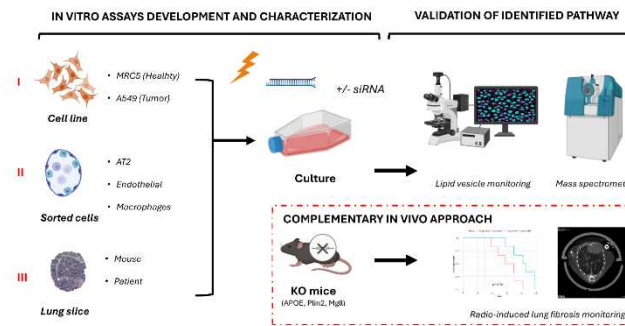 IN VITRO ASSAYS DEVELOPMENT AND CHARACTERIZATION
VALIDATION OF IDENTIFIED PATHWAY
I
• MRC5 (Healthy)
• A549 (Tumor)
Cell line
+/- siRNA
II
• AT2
• Endothelial
• Macrophages
Sorted cells
Culture
Lipid vesicle monitoring
Mass spectromet
III
• Mouse
• Patient
Lung slice
COMPLEMENTARY IN VIVO APPROACH
KO mice
(APOE, Plin2, Mgll)
Radio-induced lung fibrosis monitoring